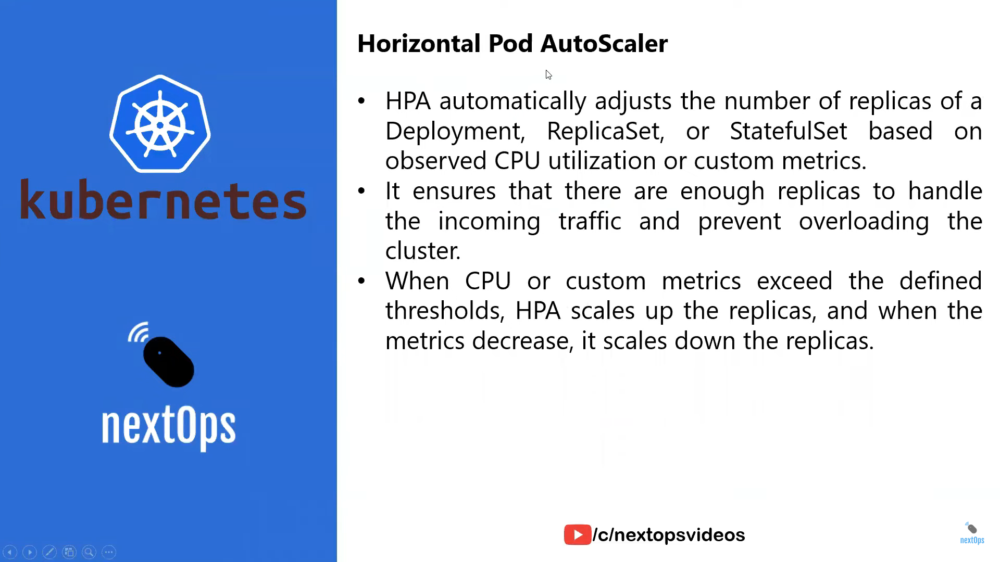 kubernetes
nextOps
Horizontal Pod AutoScaler
• HPA automatically adjusts the number of replicas of a
Deployment, ReplicaSet, or StatefulSet based on
observed CPU utilization or custom metrics.
• It ensures that there are enough replicas to handle
the incoming traffic and prevent overloading the
cluster.
• When CPU or custom metrics exceed the defined
thresholds, HPA scales up the replicas, and when the
metrics decrease, it scales down the replicas.
/c/nextopsvideos
nextOps